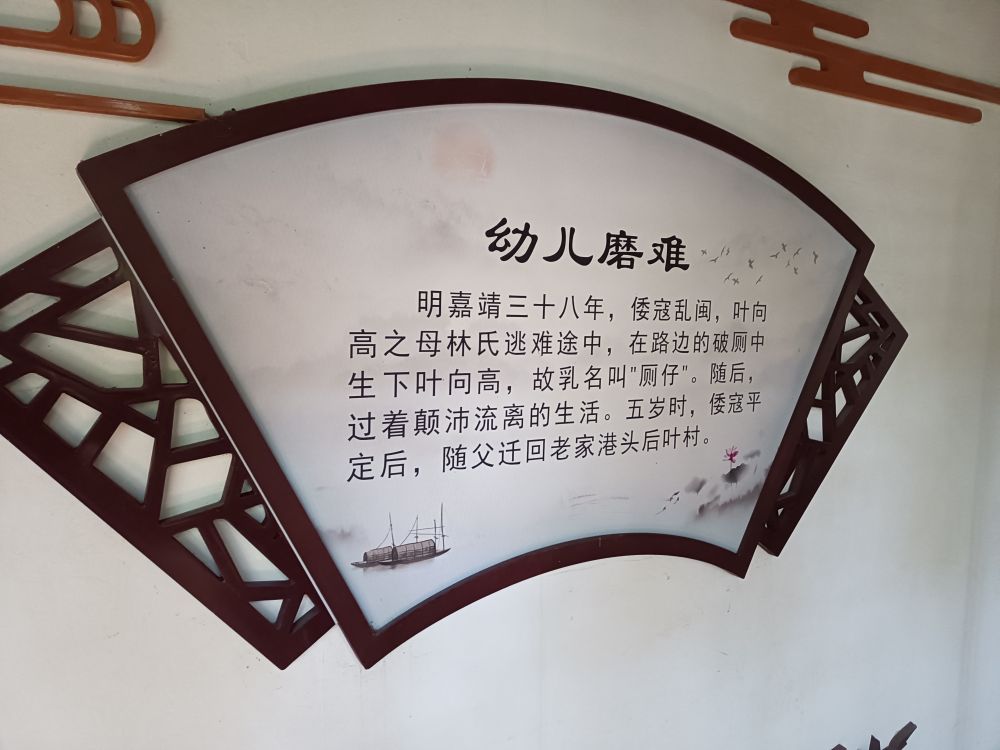 幼儿磨难
明嘉靖三十八年，倭寇乱闽，叶向
高之母林氏逃难途中，在路边的破厕中
生下叶向高，故乳名叫"厕仔"。随后，
过着颠沛流离的生活。五岁时，倭寇平
定后，随父迁回老家港头后叶村。